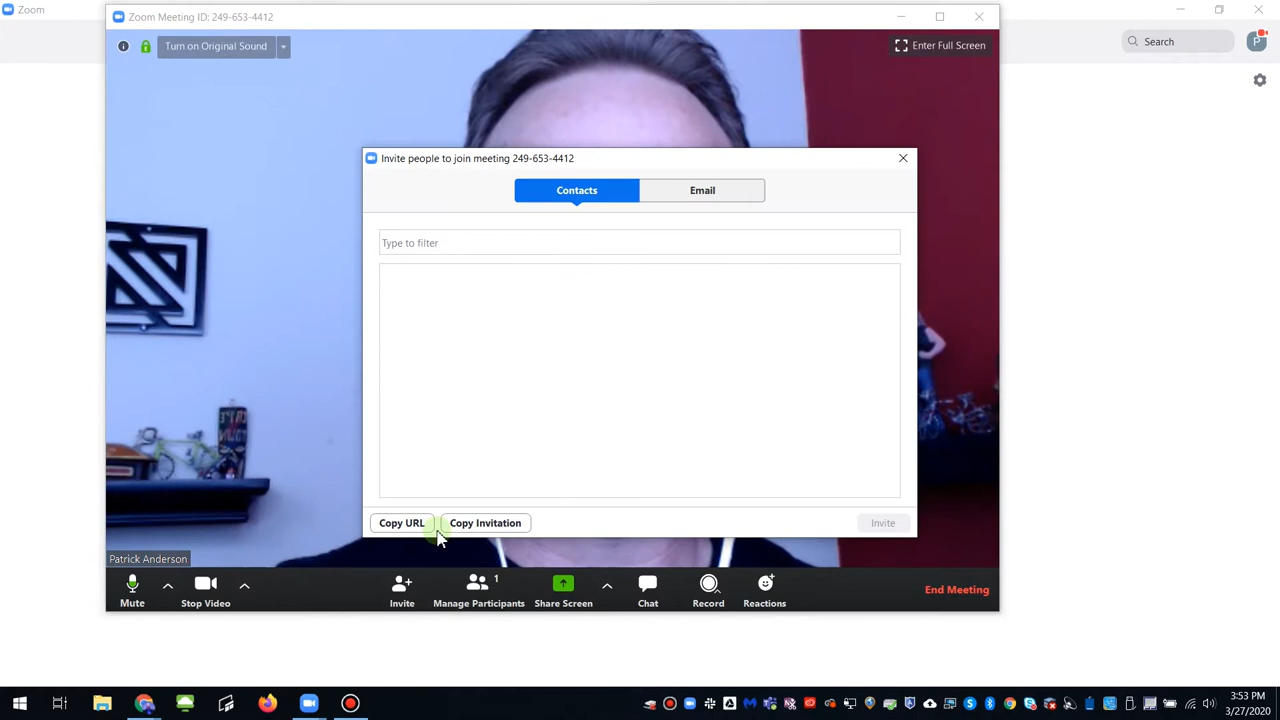 Zoom
Zoom Meeting ID: 249-653-4412
Turn on Original Sound
Enter Full Screen
Search
P
Invite people to join meeting 249-653-4412
Contacts
Email
Type to filter
Copy URL
Copy Invitation
Invite
Patrick Anderson
Mute
Stop Video
Invite
1
Manage Participants
Share Screen
Chat
Record
Reactions
End Meeting
3:53 PM
3/27/2020